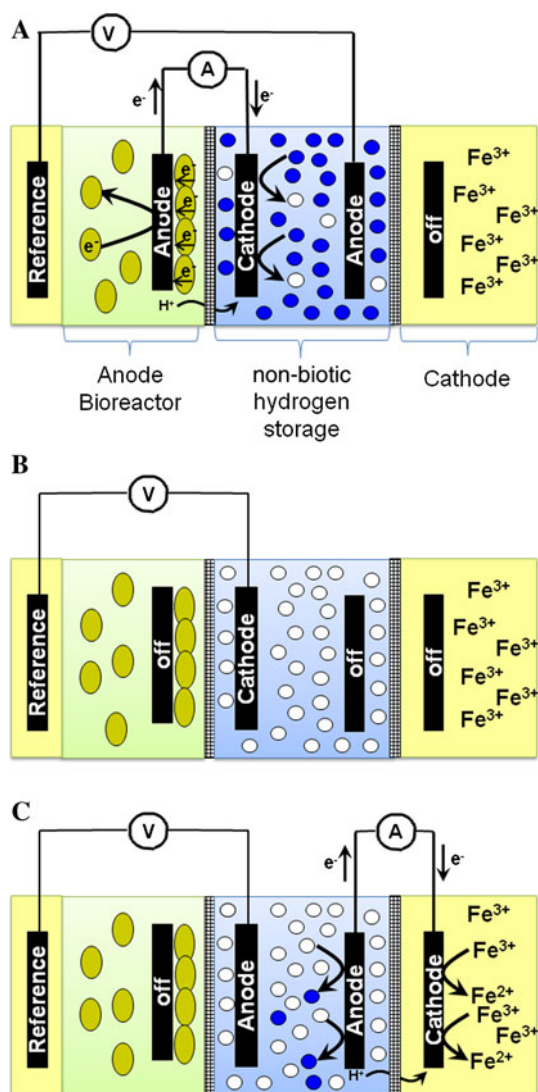 A
V
A
e-
e-
Reference
e-
Anode
e-
e-
e-
e-
H+
Cathode
Anode
off
Fe3+
Fe3+
Fe3+
Fe3+
Fe3+
Fe3+
Anode
Bioreactor
non-biotic
hydrogen
storage
Cathode
B
V
Reference
off
Cathode
off
off
Fe3+
Fe3+
Fe3+
Fe3+
Fe3+
Fe3+
C
V
A
e-
e-
Reference
off
Anode
Anode
H+
Cathode
Fe3+
Fe3+
Fe2+
Fe3+
Fe3+
Fe2+